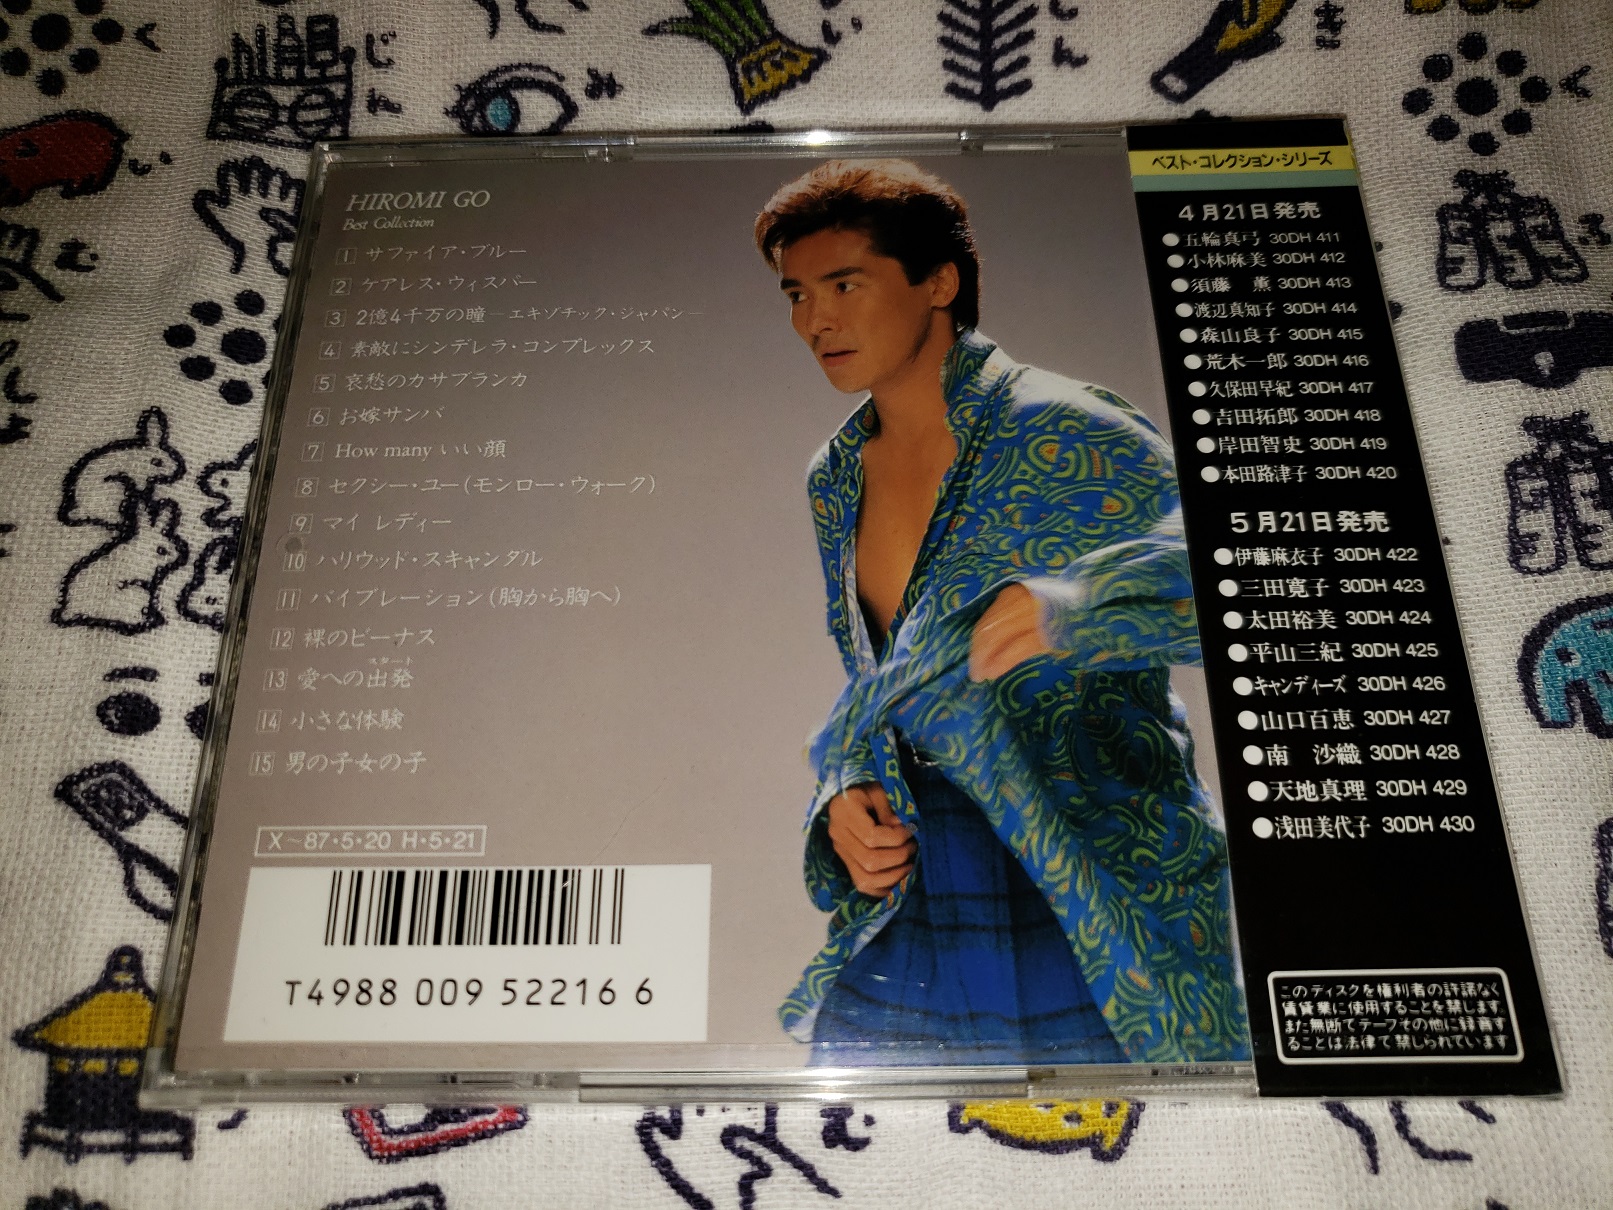 HIROMI GO
Best Collection
1 サファイア・ブルー
2 ケアレス・ウィスパー
3 2億4千万の瞳―エキゾチック・ジャパン―
4 素敵にシンデレラ・コンプレックス
5 哀愁のカサブランカ
6 お嫁サンバ
7 How many いい顔
8 セクシー・ユー(モンロー・ウォーク)
9 マイ レディー
10 ハリウッド・スキャンダル
11 バイブレーション(胸から胸へ)
12 裸のビーナス
スタート
13 愛への出発
14 小さな体験
15 男の子女の子
X~87・5・20 H・5・21
T4988 009 52216 6
ベスト・コレクション・シリーズ
4月21日発売
●五輪真弓 30DH 411
●小林麻美 30DH 412
●須藤 薫 30DH 413
●渡辺真知子 30DH 414
●森山良子 30DH 415
●荒木一郎 30DH 416
●久保田早紀 30DH 417
●吉田拓郎 30DH 418
●岸田智史 30DH 419
●本田路津子 30DH 420
5月21日発売
●伊藤麻衣子 30DH 422
●三田寛子 30DH 423
●太田裕美 30DH 424
●平山三紀 30DH 425
●キャンディーズ 30DH 426
●山口百恵 30DH 427
●南 沙織 30DH 428
●天地真理 30DH 429
●浅田美代子 30DH 430
このディスクを権利者の許諾なく
賃貸業に使用することを禁します.
また無断てテープその他に録音す
ることは法律て禁しられています
く
じん
み
い
む
む
く